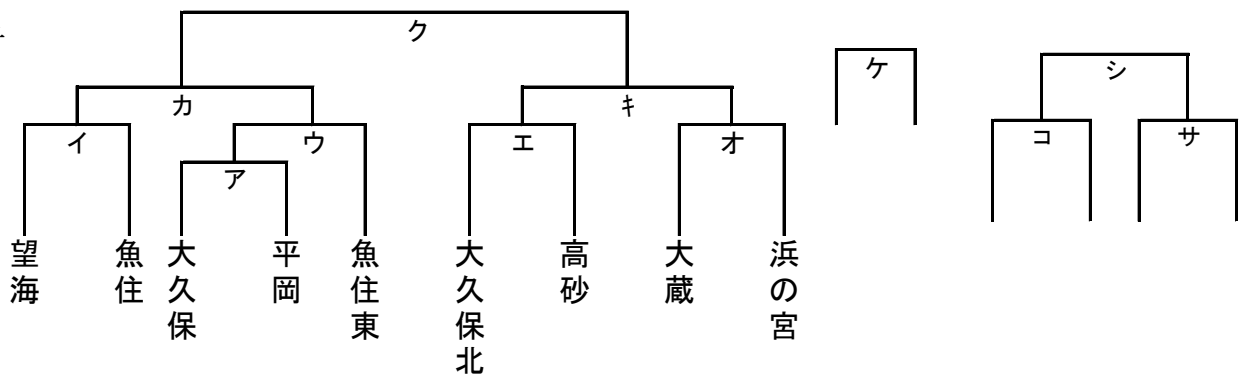 ク
ケ
シ
カ
キ
イ
ウ
エ
オ
コ
サ
ア
望海
魚住
大久保
平岡
魚住東
大久保北
高砂
大蔵
浜の宮